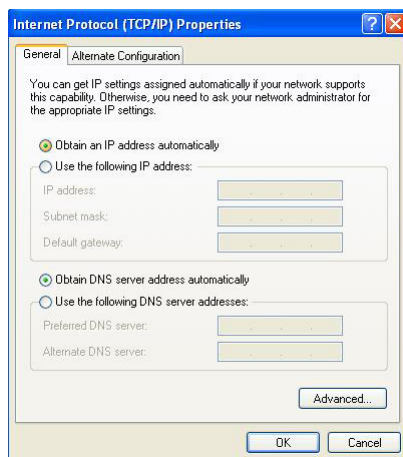 Internet Protocol (TCP/IP) Properties
General
Alternate Configuration
You can get IP settings assigned automatically if your network supports
this capability. Otherwise, you need to ask your network administrator for
the appropriate IP settings.
Obtain an IP address automatically
Use the following IP address:
IP address:
Subnet mask:
Default gateway:
Obtain DNS server address automatically
Use the following DNS server addresses:
Preferred DNS server:
Alternate DNS server:
Advanced...
OK
Cancel